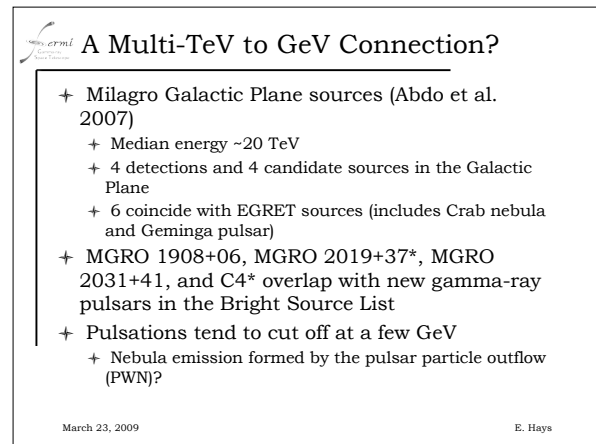 ermi
A Multi-TeV to GeV Connection?
Milagro Galactic Plane sources (Abdo et al.
2007)
Median energy ~20 TeV
4 detections and 4 candidate sources in the Galactic
Plane
6 coincide with EGRET sources (includes Crab nebula
and Geminga pulsar)
MGRO 1908+06, MGRO 2019+37*, MGRO
2031+41, and C4* overlap with new gamma-ray
pulsars in the Bright Source List
Pulsations tend to cut off at a few GeV
Nebula emission formed by the pulsar particle outflow
(PWN)?
March 23, 2009
E. Hays